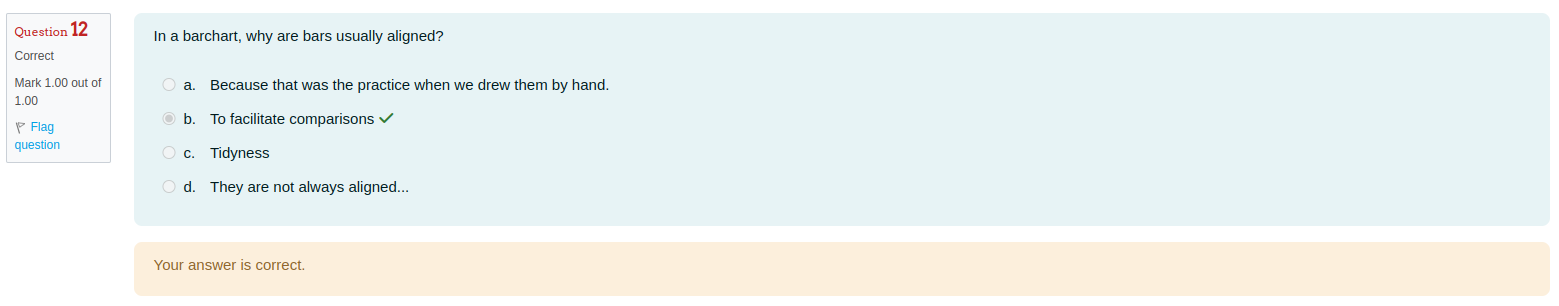 Question 12
Correct
Mark 1.00 out of
1.00
Flag
question
In a barchart, why are bars usually aligned?
a. Because that was the practice when we drew them by hand.
b. To facilitate comparisons
c. Tidyness
d. They are not always aligned...
Your answer is correct.